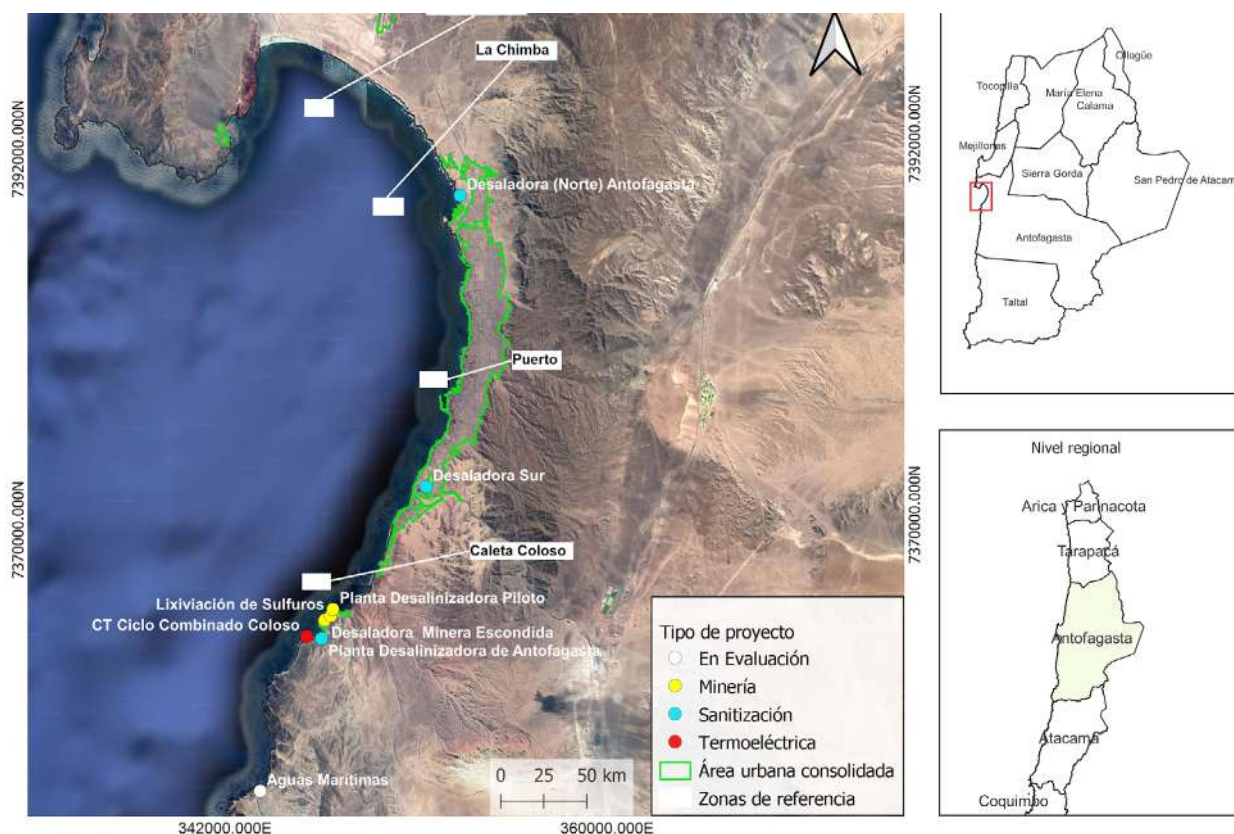 La Chimba
Desaladora (Norte) Antofagasta
Puerto
Desaladora Sur
Caleta Coloso
Lixiviación de Sulfuros
Planta Desalinizadora Piloto
CT Ciclo Combinado Coloso
Desaladora Minera Escondida
Planta Desalinizadora de Antofagasta
Aguas Marítimas
7392000.000N
7370000.000N
7392000.000N
7370000.000N
342000.000E
360000.000E
0 25 50 km
Tipo de proyecto
En Evaluación
Minería
Sanitización
Termoeléctrica
Área urbana consolidada
Zonas de referencia
Ollagüe
Tocopilla
María Elena
Calama
Mejillones
Sierra Gorda
San Pedro de Atacam
Antofagasta
Taltal
Nivel regional
Arica y Parinacota
Tarapacá
Antofagasta
Atacama
Coquimbo